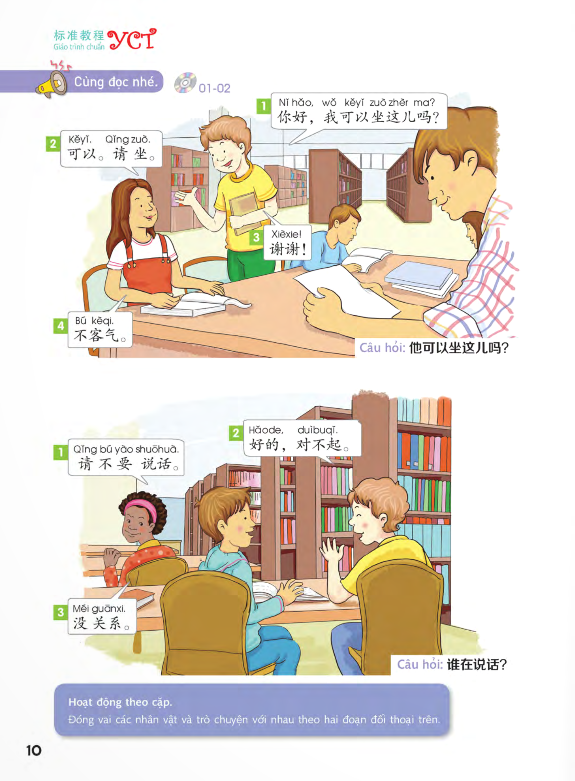 标准教程
Giáo trình chuẩn
YCT
Cùng đọc nhé.
01-02
1
Nǐ hǎo, wǒ kěyǐ zuò zhèr ma?
你好，我可以坐这儿吗？
2
Kěyǐ. Qǐng zuò.
可以。请坐。
3
Xièxie!
谢谢！
4
Bú kèqi.
不客气。
Câu hỏi: 他可以坐这儿吗？
1
Qǐng bú yào shuōhuà.
请 不 要 说话。
2
Hǎode, duìbuqǐ.
好的，对不起。
3
Méi guānxi.
没 关系。
Câu hỏi: 谁在说话？
Hoạt động theo cặp.
Đóng vai các nhân vật và trò chuyện với nhau theo hai đoạn đối thoại trên.
10